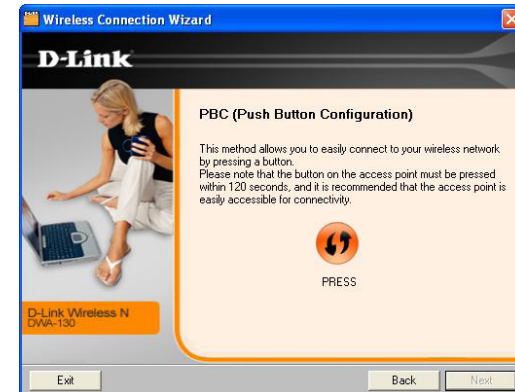 Wireless Connection Wizard
D-Link
PBC (Push Button Configuration)
This method allows you to easily connect to your wireless network
by pressing a button.
Please note that the button on the access point must be pressed
within 120 seconds, and it is recommended that the access point is
easily accessible for connectivity.
PRESS
D-Link Wireless N
DWA-130
Exit
Back
Next